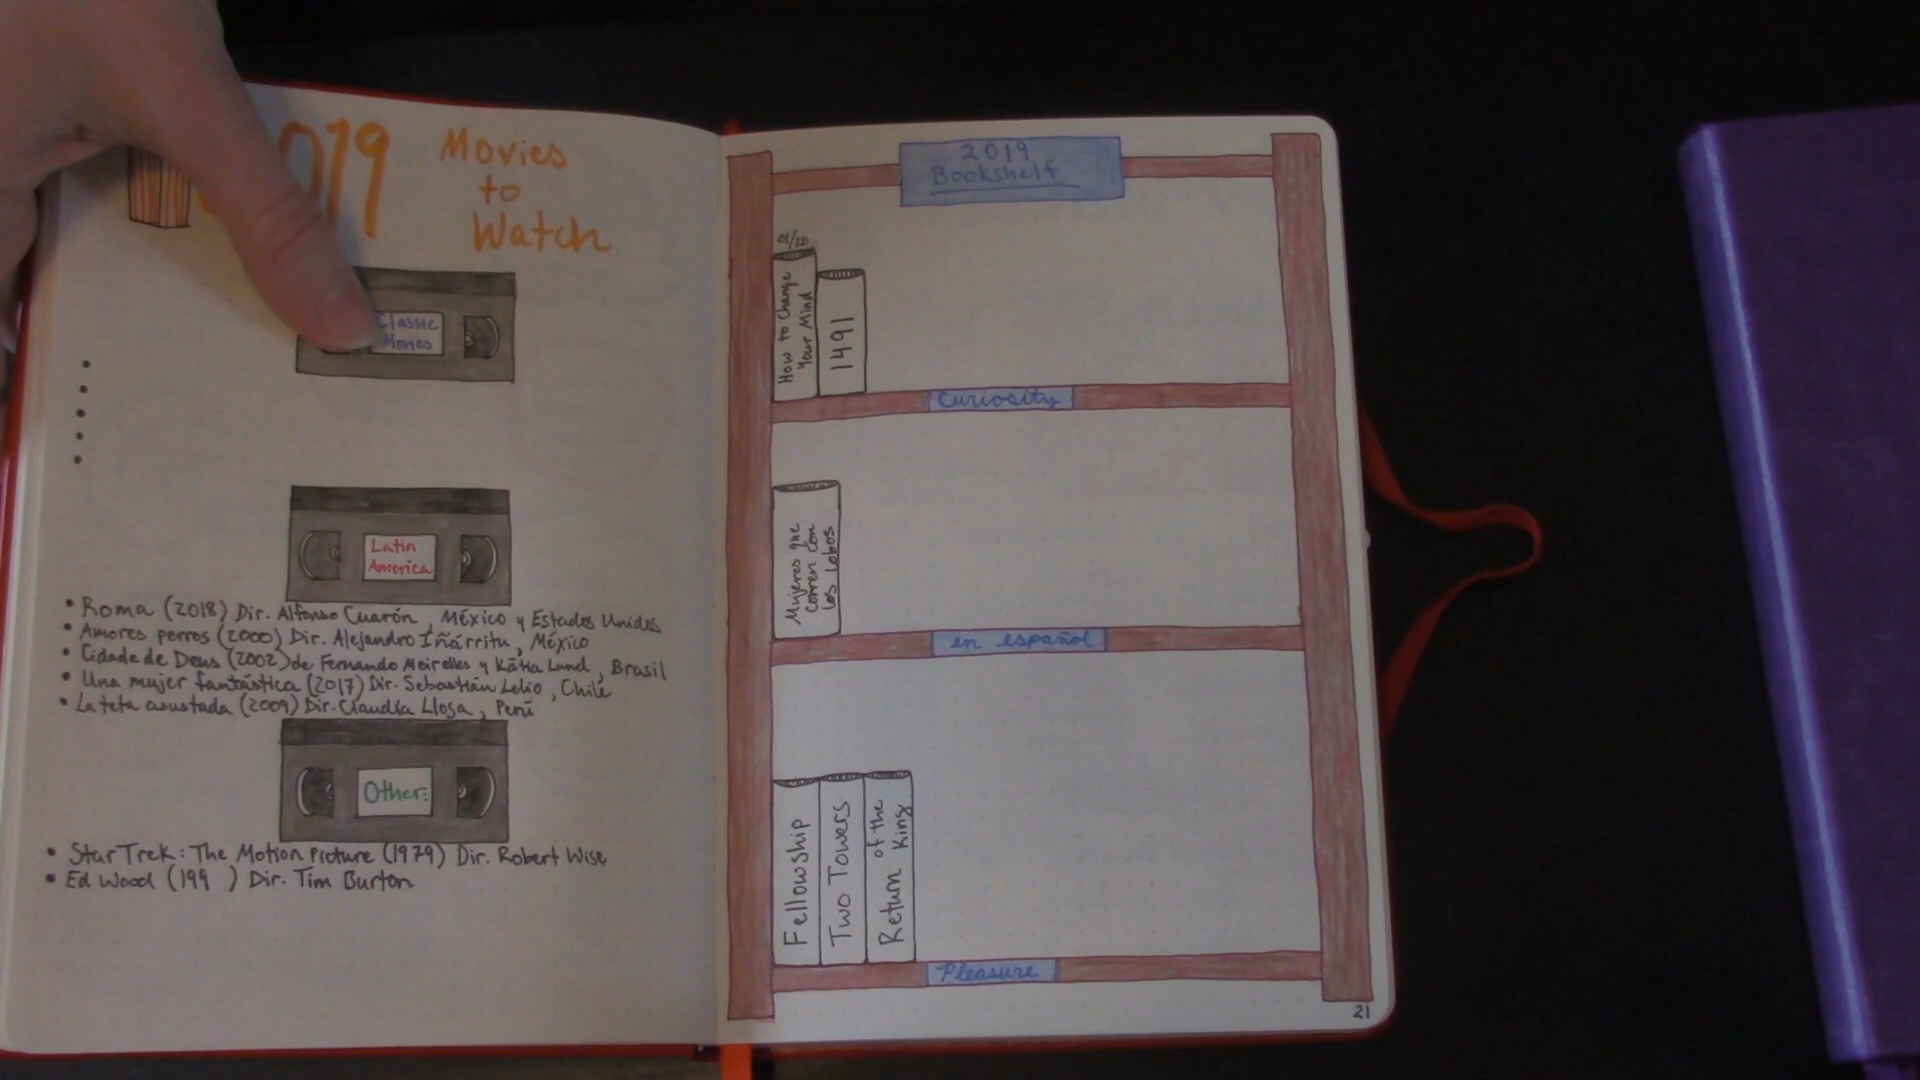 2019
Movies
to
Watch
Classic
Movies
Latin
America
• Roma (2018) Dir. Alfonso Cuarón, México y Estados Unidos
• Amores perros (2000) Dir. Alejandro Iñárritu, México
• Cidade de Deus (2002) de Fernando Meirelles y Kátia Lund, Brasil
• Una mujer fantástica (2017) Dir. Sebastián Lelio, Chile
• La teta asustada (2009) Dir. Claudia Llosa, Perú
Other:
• Star Trek: The Motion Picture (1979) Dir. Robert Wise
• Ed Wood (199 ) Dir. Tim Burton
2019
Bookshelf
How to Change
Your Mind
1491
Curiosity
Mujeres que
corren con
los lobos
en español
Fellowship
Two Towers
Return of the
King
Pleasure
21